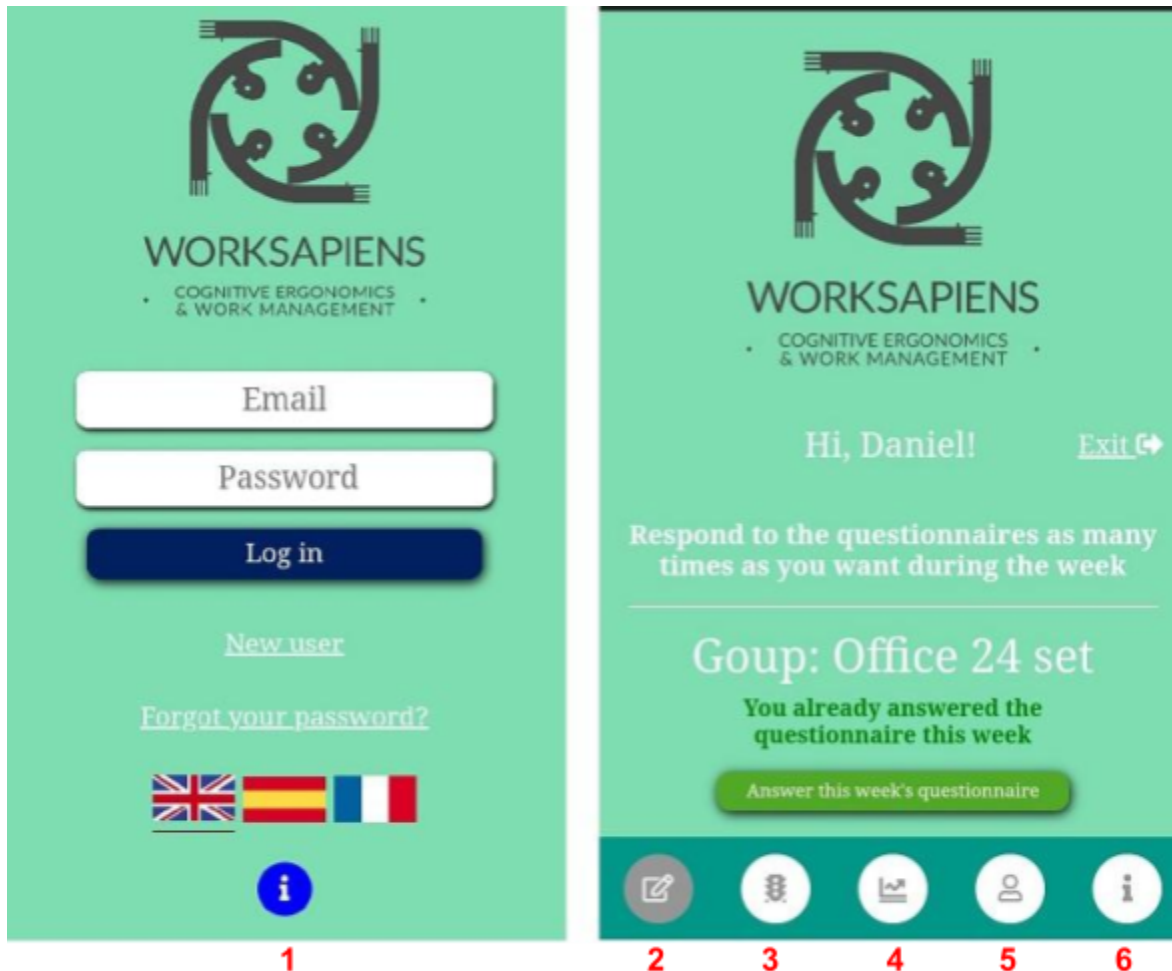 WORKSAPIENS
COGNITIVE ERGONOMICS
& WORK MANAGEMENT
Email
Password
Log in
New user
Forgot your password?
i
1
WORKSAPIENS
COGNITIVE ERGONOMICS
& WORK MANAGEMENT
Hi, Daniel!
Exit
Respond to the questionnaires as many
times as you want during the week
Goup: Office 24 set
You already answered the
questionnaire this week
Answer this week's questionnaire
i
2 3 4 5 6